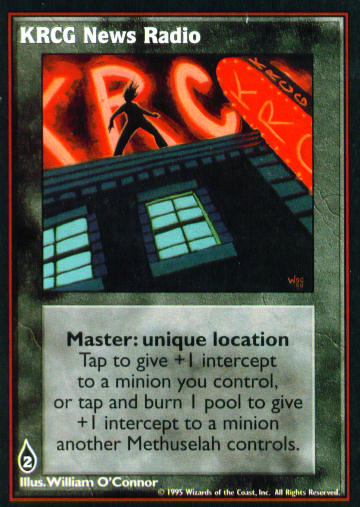 KRCG News Radio
KRC
KRCG
KRC
Master: unique location
Tap to give +1 intercept
to a minion you control,
or tap and burn 1 pool to give
+1 intercept to a minion
another Methuselah controls.
2
Illus. William O'Connor
© 1995 Wizards of the Coast, Inc. All Rights Reserved.